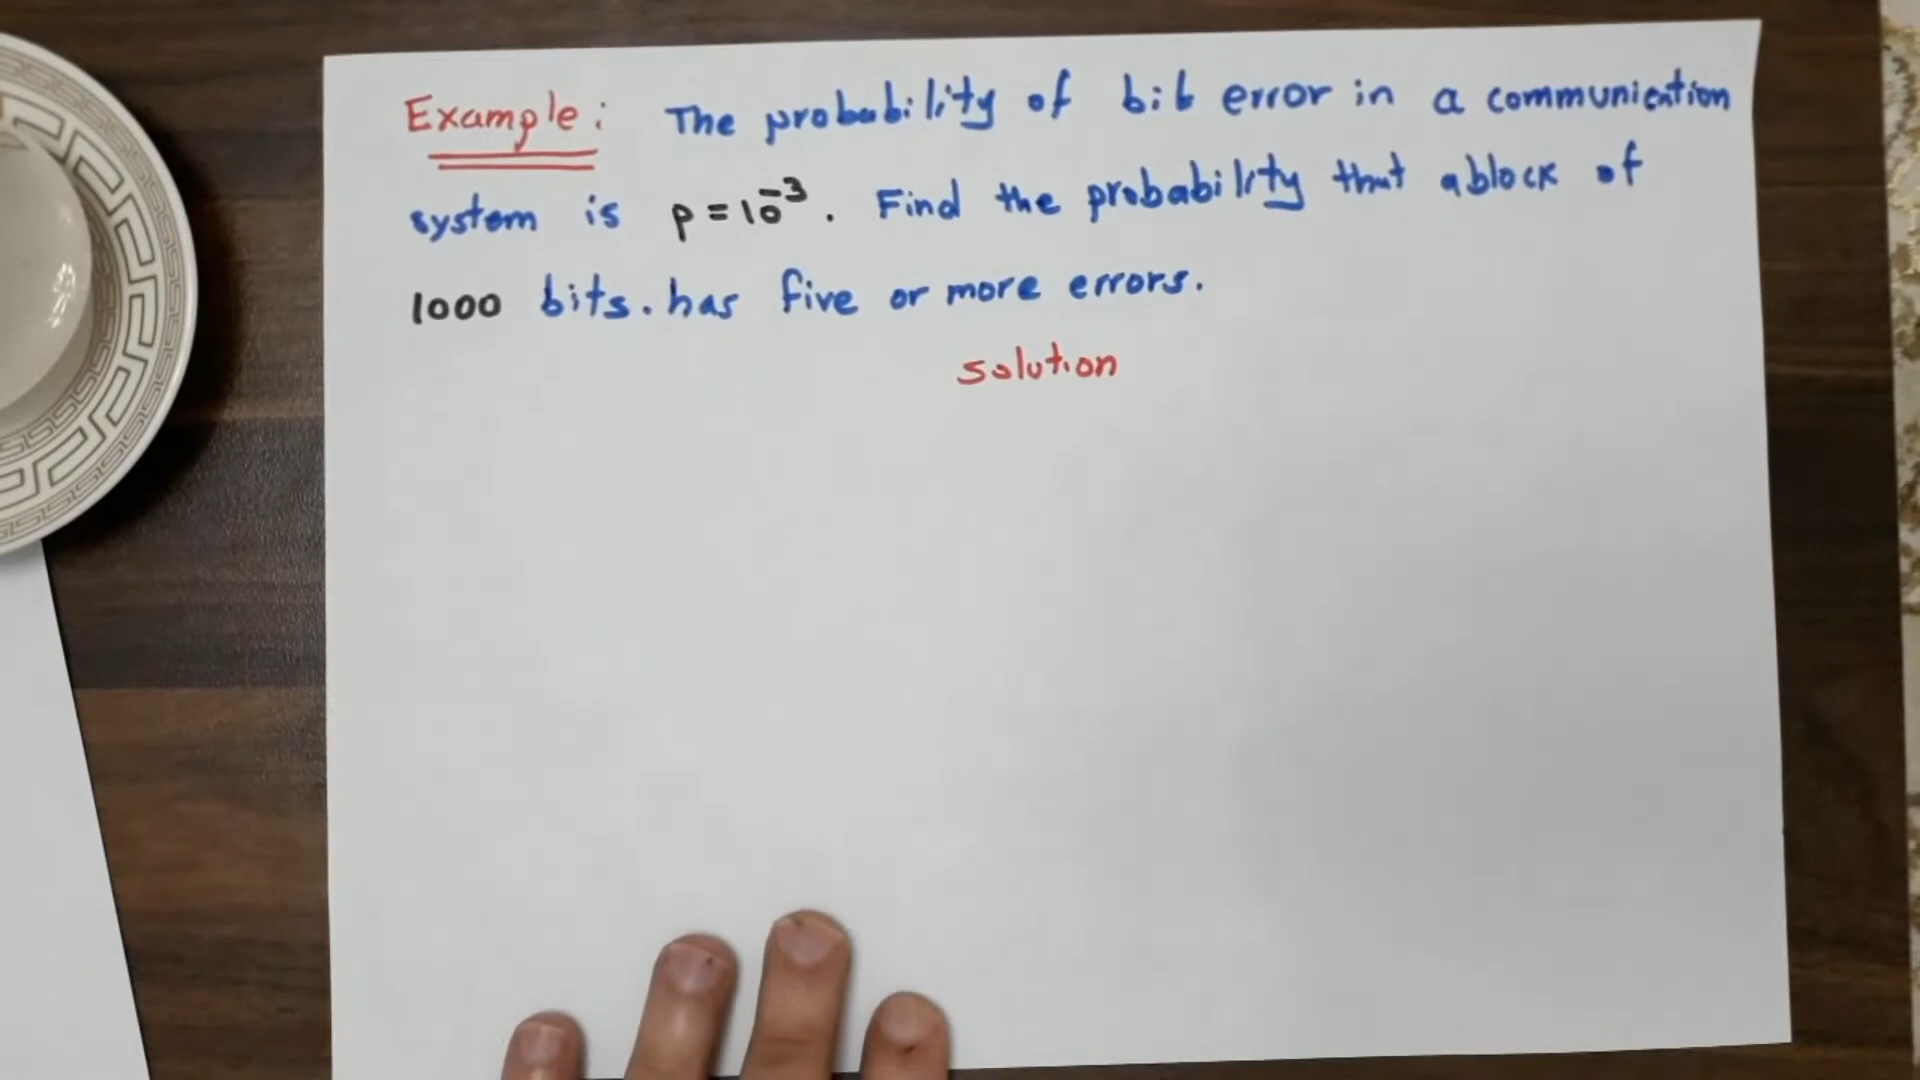 Example: The probability of bit error in a communication
system is p = 10⁻³. Find the probability that a block of
1000 bits. has five or more errors.
solution